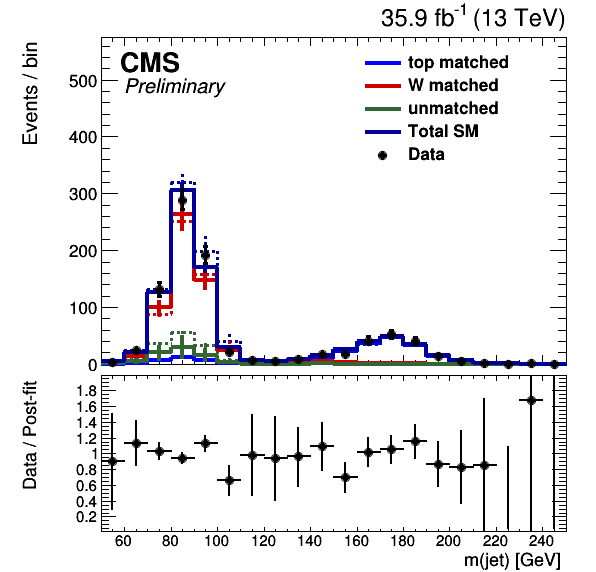 35.9 fb⁻¹ (13 TeV)
CMS
Preliminary
top matched
W matched
unmatched
Total SM
Data
Events / bin
500
400
300
200
100
0
Data / Post-fit
1.8
1.6
1.4
1.2
1
0.8
0.6
0.4
0.2
60 80 100 120 140 160 180 200 220 240
m(jet) [GeV]